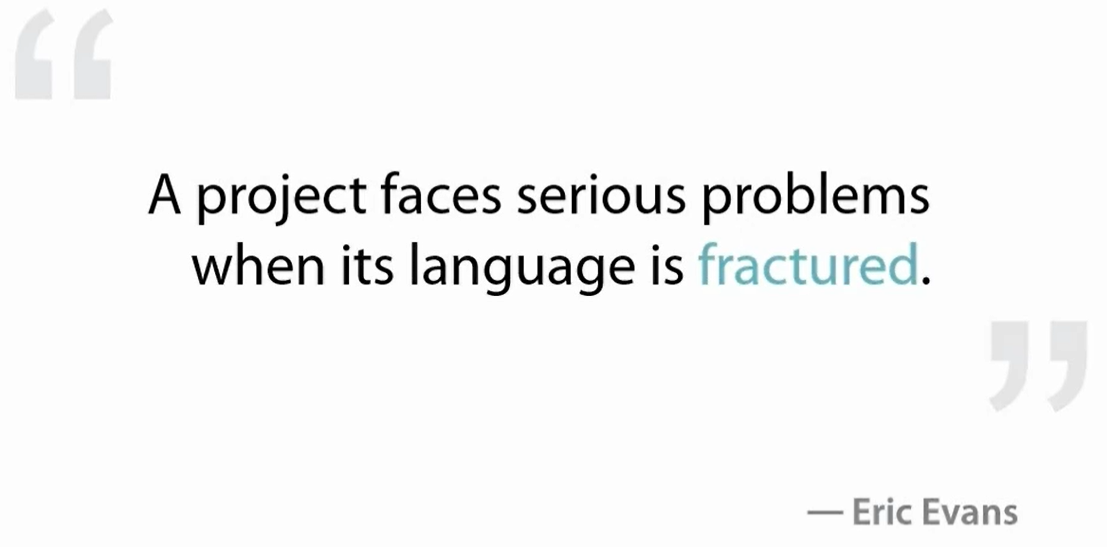 “
A project faces serious problems
when its language is fractured.
”
— Eric Evans